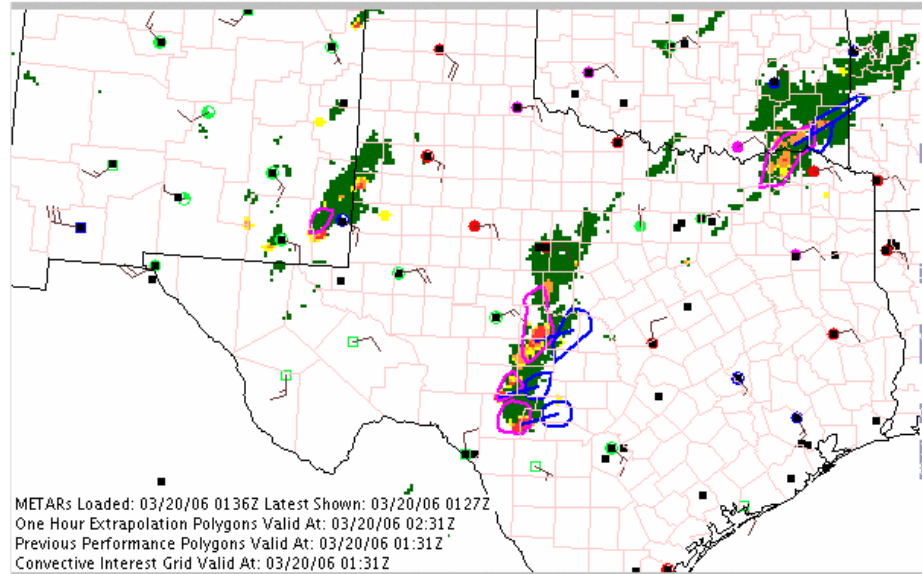 METARs Loaded: 03/20/06 0136Z Latest Shown: 03/20/06 0127Z
One Hour Extrapolation Polygons Valid At: 03/20/06 02:31Z
Previous Performance Polygons Valid At: 03/20/06 01:31Z
Convective Interest Grid Valid At: 03/20/06 01:31Z